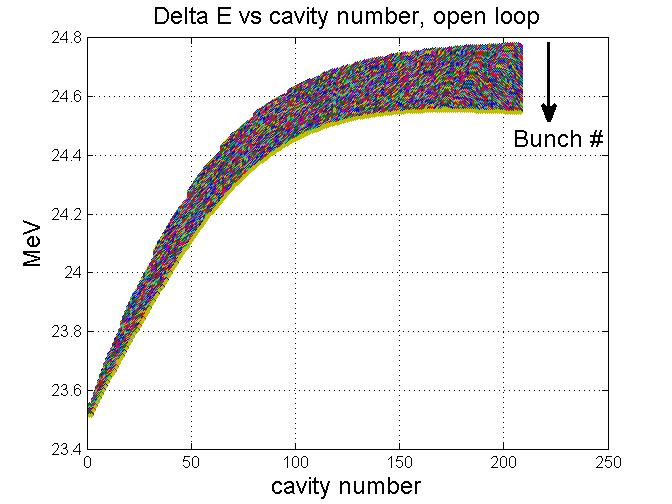 Delta E vs cavity number, open loop
24.8
24.6
24.4
24.2
24
23.8
23.6
23.4
MeV
Bunch #
0 50 100 150 200 250
cavity number